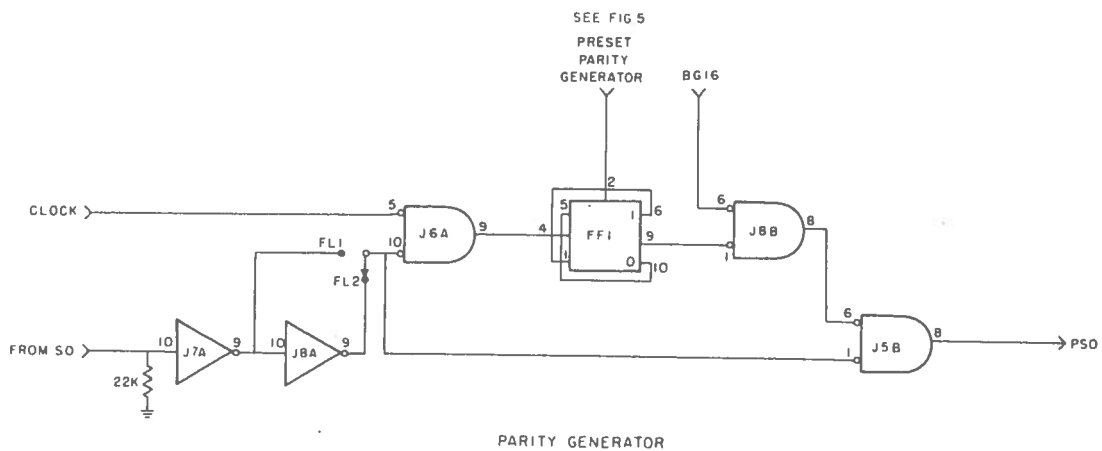 SEE FIG 5
PRESET
PARITY
GENERATOR
BG16
CLOCK
5
10
J6A
9
FL1
FL2
4
2
5
1
FF1
1
6
9
0
10
6
1
J6B
8
FROM SO
10
J7A
9
10
J8A
9
22K
6
1
J5B
8
PSO
PARITY GENERATOR